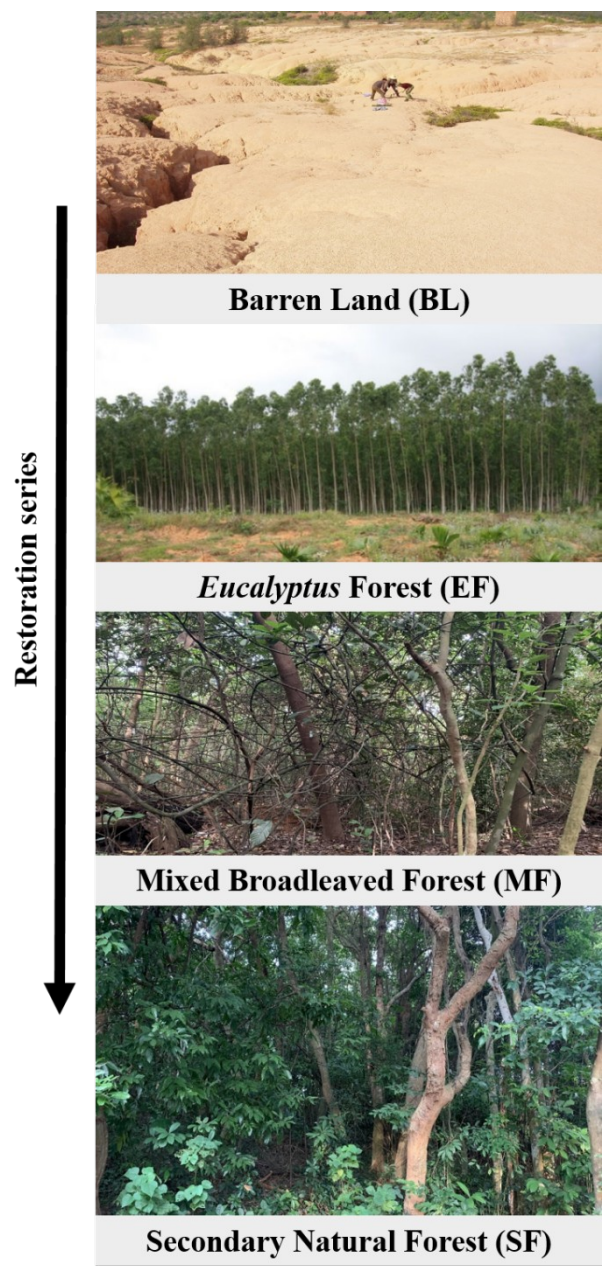 Restoration series
Barren Land (BL)
Eucalyptus Forest (EF)
Mixed Broadleaved Forest (MF)
Secondary Natural Forest (SF)